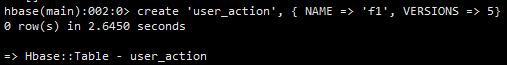 hbase(main):002:0> create 'user_action', { NAME => 'f1', VERSIONS => 5}
0 row(s) in 2.6450 seconds
=> Hbase::Table - user_action